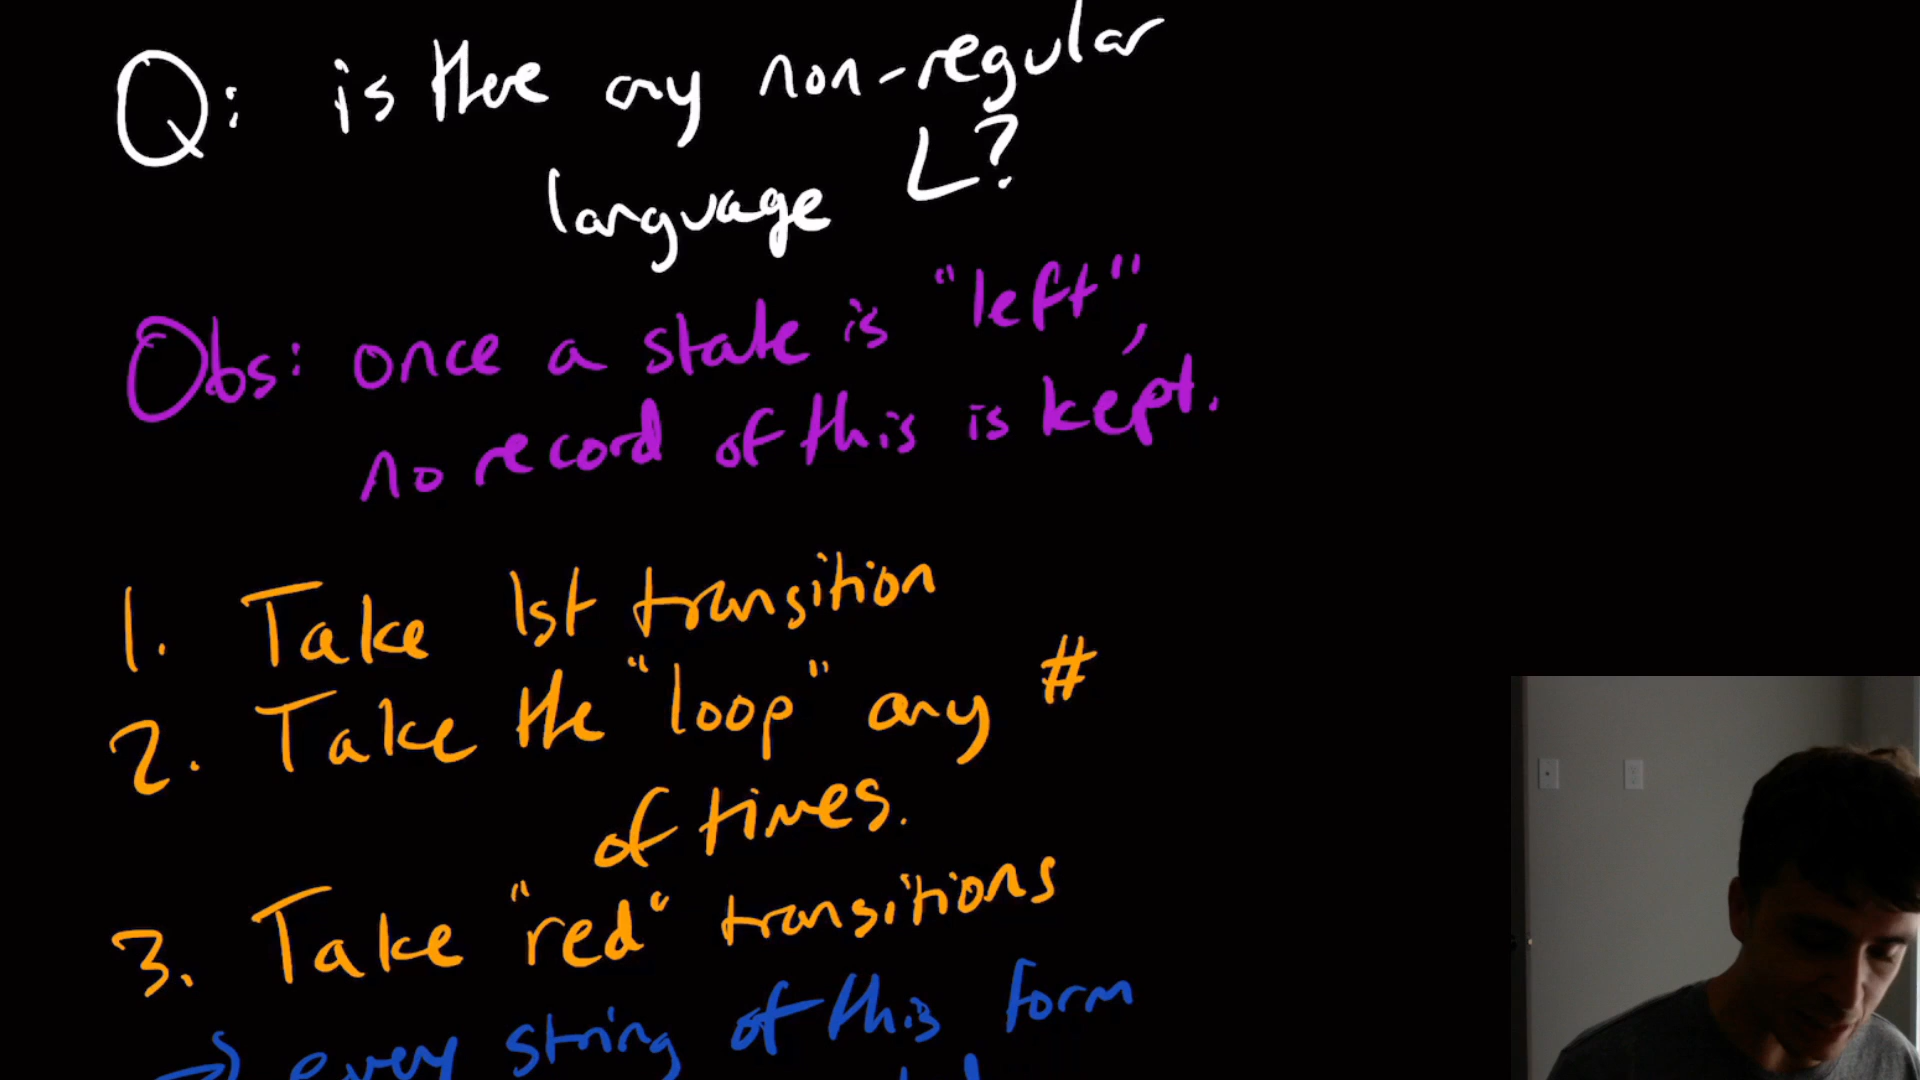 Q: is there any non-regular
language L?
Obs: once a state is "left",
no record of this is kept.
1. Take 1st transition
2. Take the "loop" any #
of times.
3. Take "red" transitions
→ every string of this form